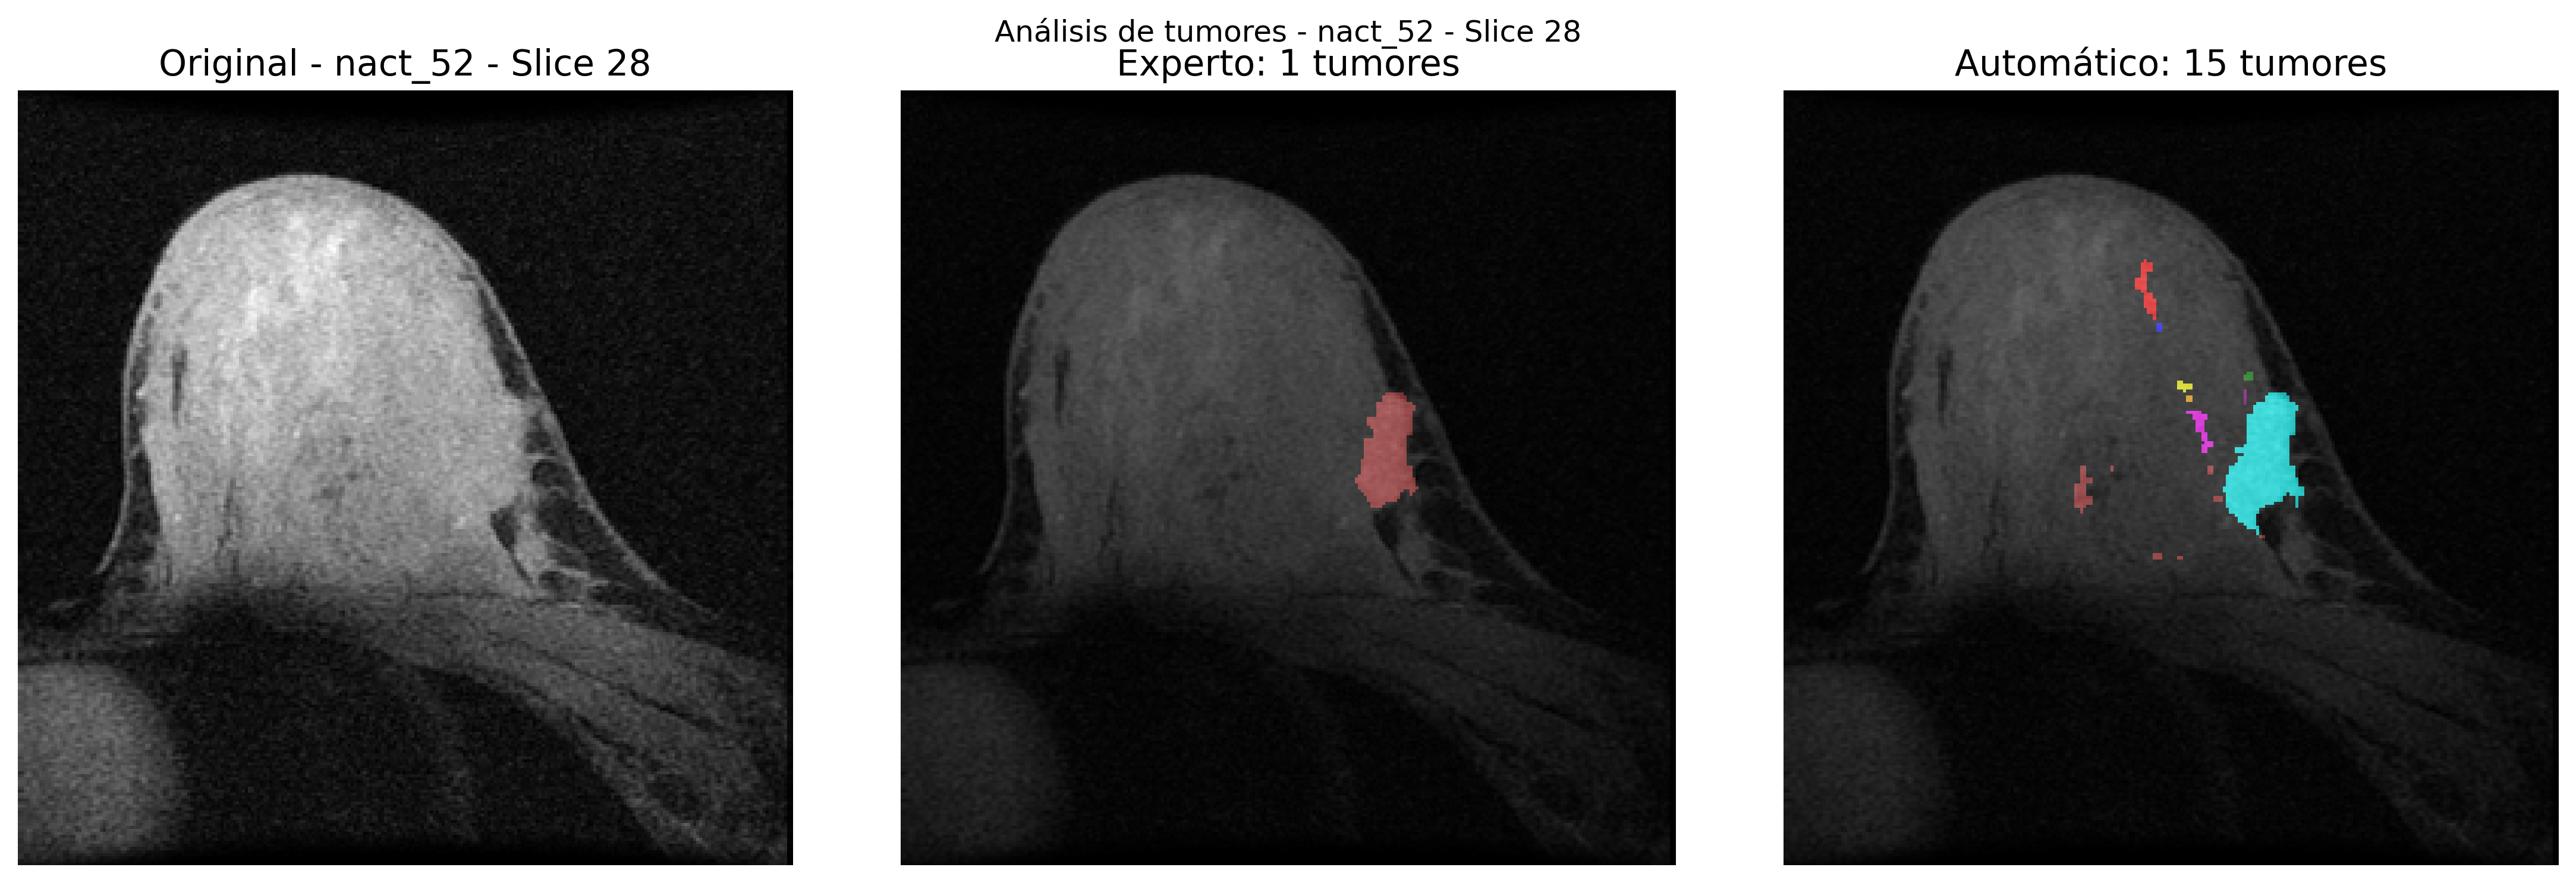 Análisis de tumores - nact_52 - Slice 28
Original - nact_52 - Slice 28
Experto: 1 tumores
Automático: 15 tumores